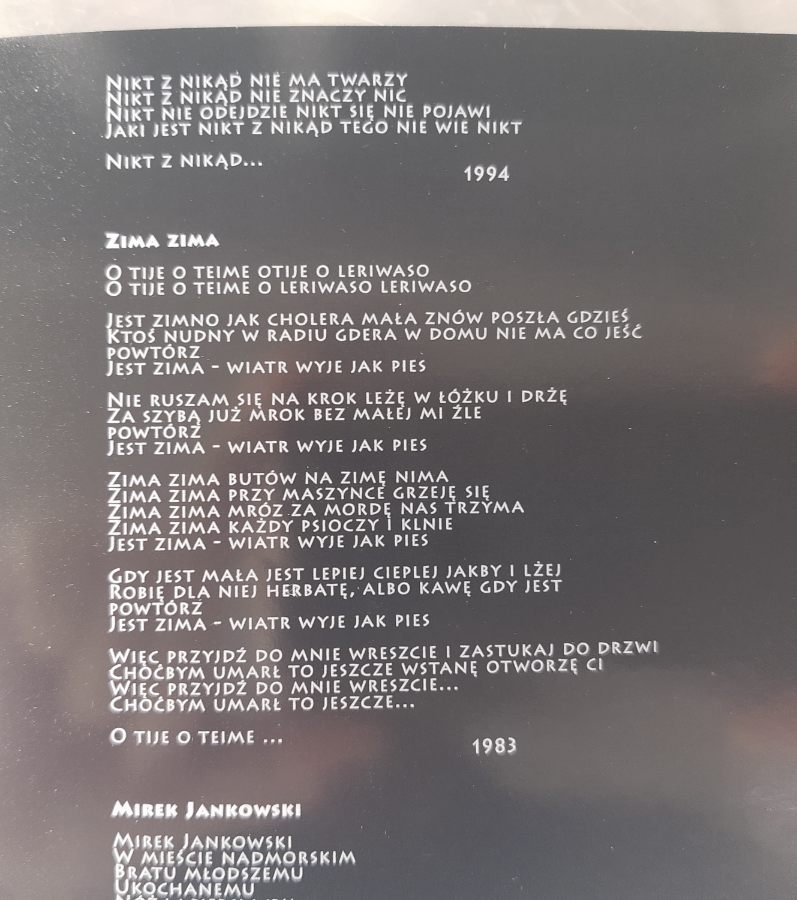 Nikt z nikąd nie ma twarzy
Nikt z nikąd nie znaczy nic
Nikt nie odejdzie nikt się nie pojawi
Jaki jest nikt z nikąd tego nie wie nikt
Nikt z nikąd...
1994
Zima zima
O tije o teime otije o leriwaso
O tije o teime o leriwaso leriwaso
Jest zimno jak cholera mała znów poszła gdzieś
Ktoś nudny w radiu gdera w domu nie ma co jeść
powtórz
Jest zima - wiatr wyje jak pies
Nie ruszam się na krok leżę w łóżku i drżę
Za szybą już mrok bez małej mi źle
powtórz
Jest zima - wiatr wyje jak pies
Zima zima butów na zimę nima
Zima zima przy maszynce grzeję się
Zima zima mróz za mordę nas trzyma
Zima zima każdy psioczy i klnie
Jest zima - wiatr wyje jak pies
Gdy jest mała jest lepiej cieplej jakby i lżej
Robię dla niej herbatę, albo kawę gdy jest
powtórz
Jest zima - wiatr wyje jak pies
Więc przyjdź do mnie wreszcie i zastukaj do drzwi
Choćbym umarł to jeszcze wstanę otworzę ci
Więc przyjdź do mnie wreszcie...
Choćbym umarł to jeszcze...
O tije o teime ...
1983
Mirek Jankowski
Mirek Jankowski
W mieście nadmorskim
Bratu młodszemu
Ukochanemu